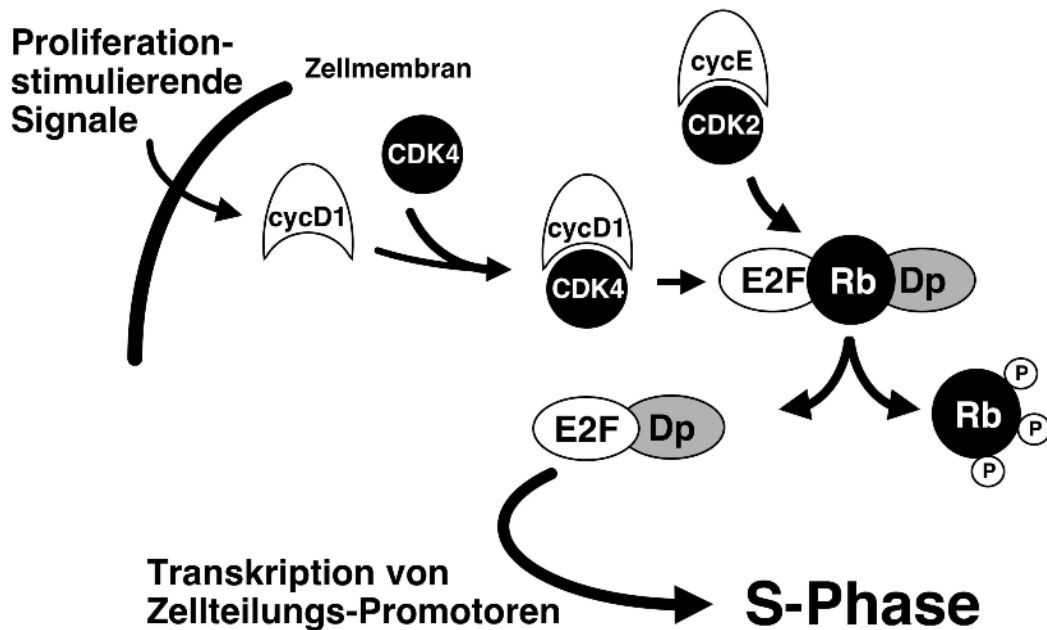 Proliferation-
stimulierende
Signale
Zellmembran
cycE
CDK2
CDK4
cycD1
cycD1
CDK4
E2F
Rb
Dp
E2F
Dp
Rb
P
P
P
Transkription von
Zellteilungs-Promotoren
S-Phase